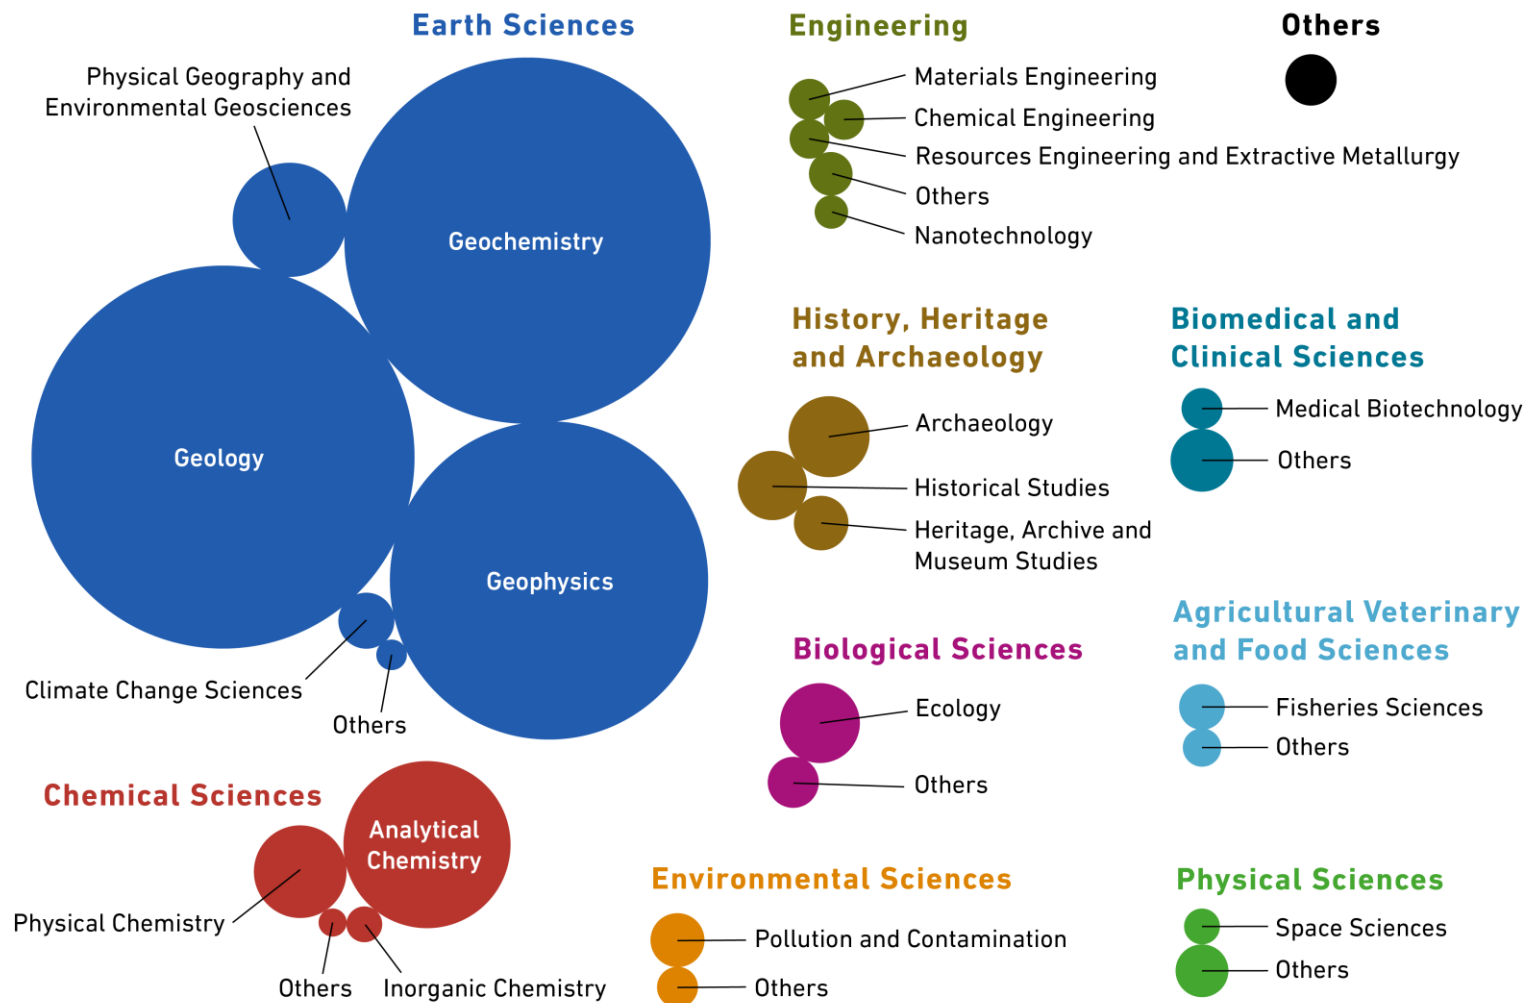 Earth Sciences
Physical Geography and
Environmental Geosciences
Geochemistry
Geology
Geophysics
Climate Change Sciences
Others
Chemical Sciences
Analytical
Chemistry
Physical Chemistry
Others
Inorganic Chemistry
Engineering
Materials Engineering
Chemical Engineering
Resources Engineering and Extractive Metallurgy
Others
Nanotechnology
Others
History, Heritage
and Archaeology
Archaeology
Historical Studies
Heritage, Archive and
Museum Studies
Biomedical and
Clinical Sciences
Medical Biotechnology
Others
Biological Sciences
Ecology
Others
Agricultural Veterinary
and Food Sciences
Fisheries Sciences
Others
Environmental Sciences
Pollution and Contamination
Others
Physical Sciences
Space Sciences
Others